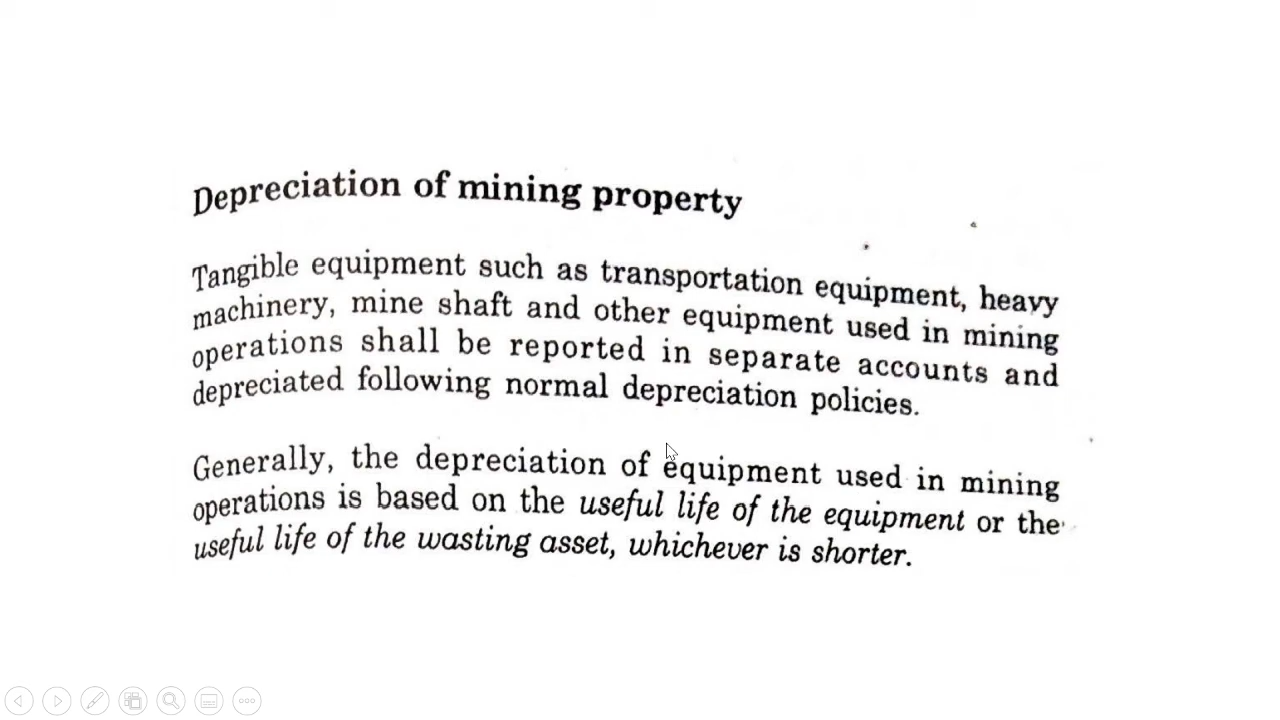 Depreciation of mining property
Tangible equipment such as transportation equipment, heavy
machinery, mine shaft and other equipment used in mining
operations shall be reported in separate accounts and
depreciated following normal depreciation policies.
Generally, the depreciation of equipment used in mining
operations is based on the useful life of the equipment or the
useful life of the wasting asset, whichever is shorter.